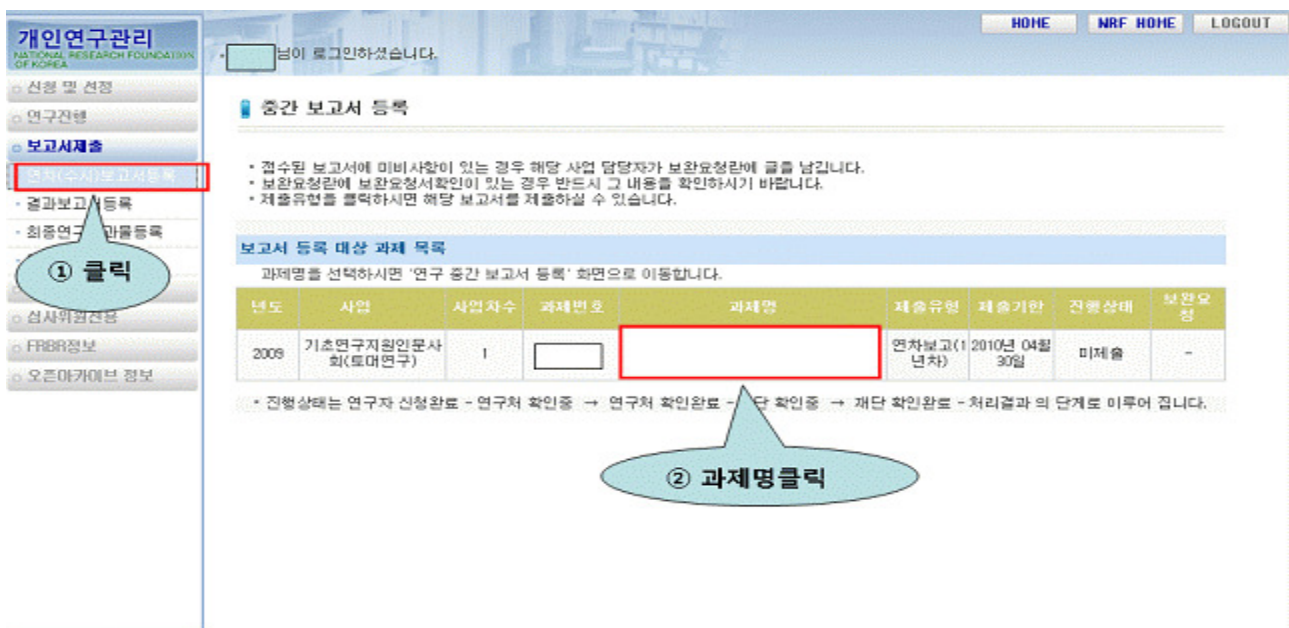 HOME NRF HOME LOGOUT
개인연구관리
NATIONAL RESEARCH FOUNDATION
OF KOREA
님이 로그인하셨습니다.
신청 및 선정
연구진행
보고서제출
연차(수시)보고서등록
결과보고서등록
최종연구 과물등록
① 클릭
심사위원전용
FRBR정보
오픈아카이브 정보
중간 보고서 등록
• 접수된 보고서에 미비사항이 있는 경우 해당 사업 담당자가 보완요청란에 글을 남깁니다.
• 보완요청란에 보완요청서확인이 있는 경우 반드시 그 내용을 확인하시기 바랍니다.
• 제출유형을 클릭하시면 해당 보고서를 제출하실 수 있습니다.
보고서 등록 대상 과제 목록
과제명을 선택하시면 '연구 중간 보고서 등록' 화면으로 이동합니다.
년도 사업 사업차수 과제번호 과제명 제출유형 제출기한 진행상태 보완요
청
2009 기초연구지원인문사 1 연차보고(1 2010년 04월 미제출 -
회(토대연구) 년차) 30일
• 진행상태는 연구자 신청완료 - 연구처 확인중 → 연구처 확인완료 - 단 확인중 → 재단 확인완료 - 처리결과 의 단계로 이루어 집니다.
② 과제명클릭